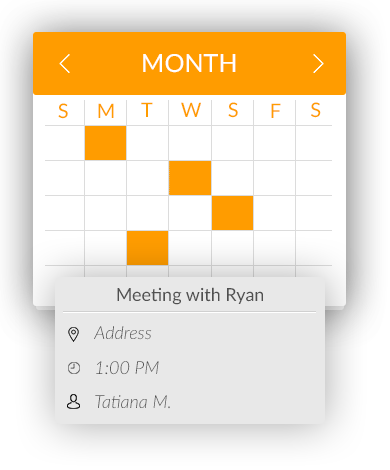 MONTH
S M T W S F S
Meeting with Ryan
Address
1:00 PM
Tatiana M.